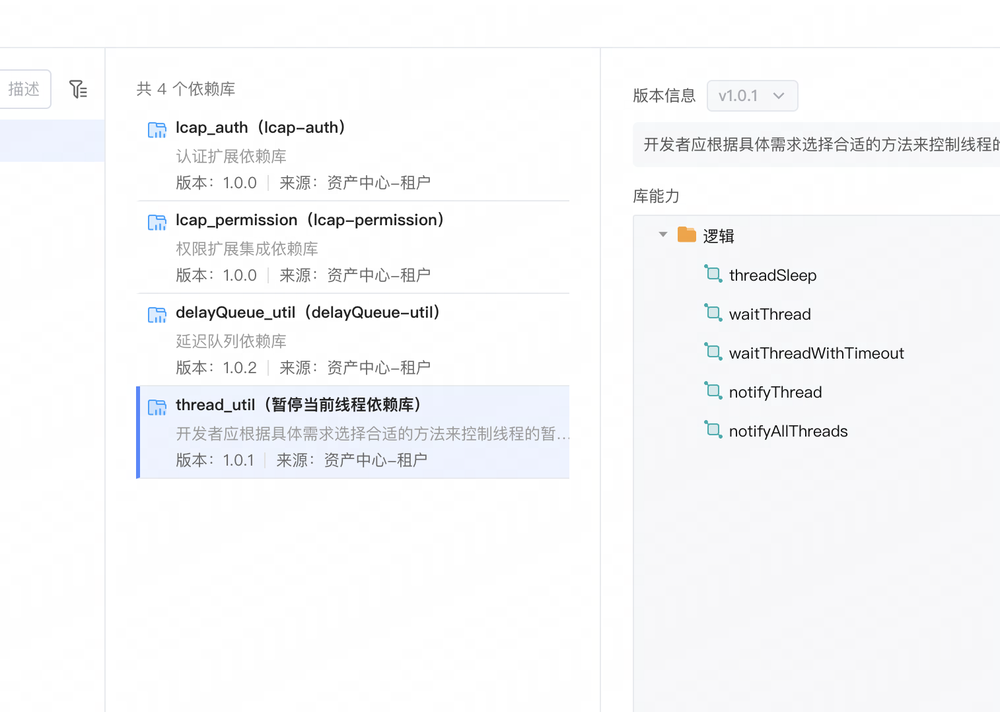 描述
共 4 个依赖库
lcap_auth（lcap-auth）
认证扩展依赖库
版本：1.0.0 | 来源：资产中心-租户
lcap_permission（lcap-permission）
权限扩展集成依赖库
版本：1.0.0 | 来源：资产中心-租户
delayQueue_util（delayQueue-util）
延迟队列依赖库
版本：1.0.2 | 来源：资产中心-租户
thread_util（暂停当前线程依赖库）
开发者应根据具体需求选择合适的方法来控制线程的暂...
版本：1.0.1 | 来源：资产中心-租户
版本信息 v1.0.1
开发者应根据具体需求选择合适的方法来控制线程的
库能力
逻辑
threadSleep
waitThread
waitThreadWithTimeout
notifyThread
notifyAllThreads